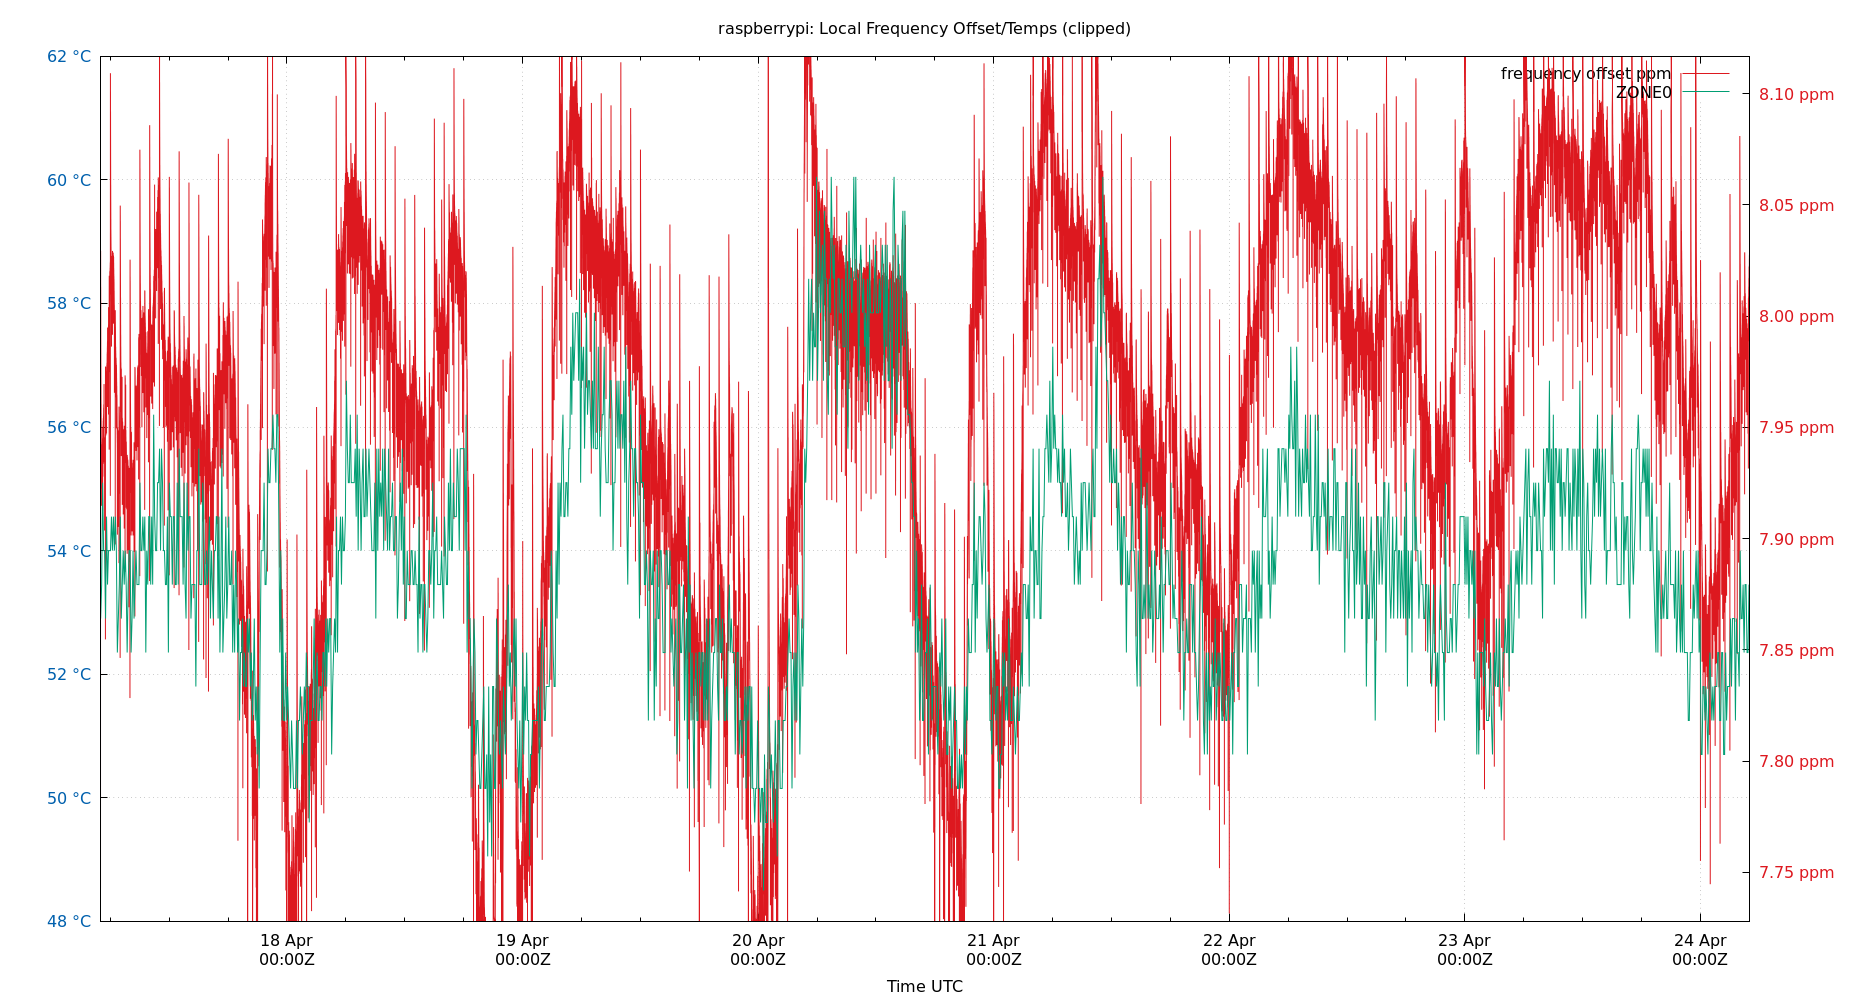 raspberrypi: Local Frequency Offset/Temps (clipped)
62 °C
60 °C
58 °C
56 °C
54 °C
52 °C
50 °C
48 °C
frequency offset ppm
ZONE0
8.10 ppm
8.05 ppm
8.00 ppm
7.95 ppm
7.90 ppm
7.85 ppm
7.80 ppm
7.75 ppm
18 Apr
00:00Z
19 Apr
00:00Z
20 Apr
00:00Z
21 Apr
00:00Z
22 Apr
00:00Z
23 Apr
00:00Z
24 Apr
00:00Z
Time UTC